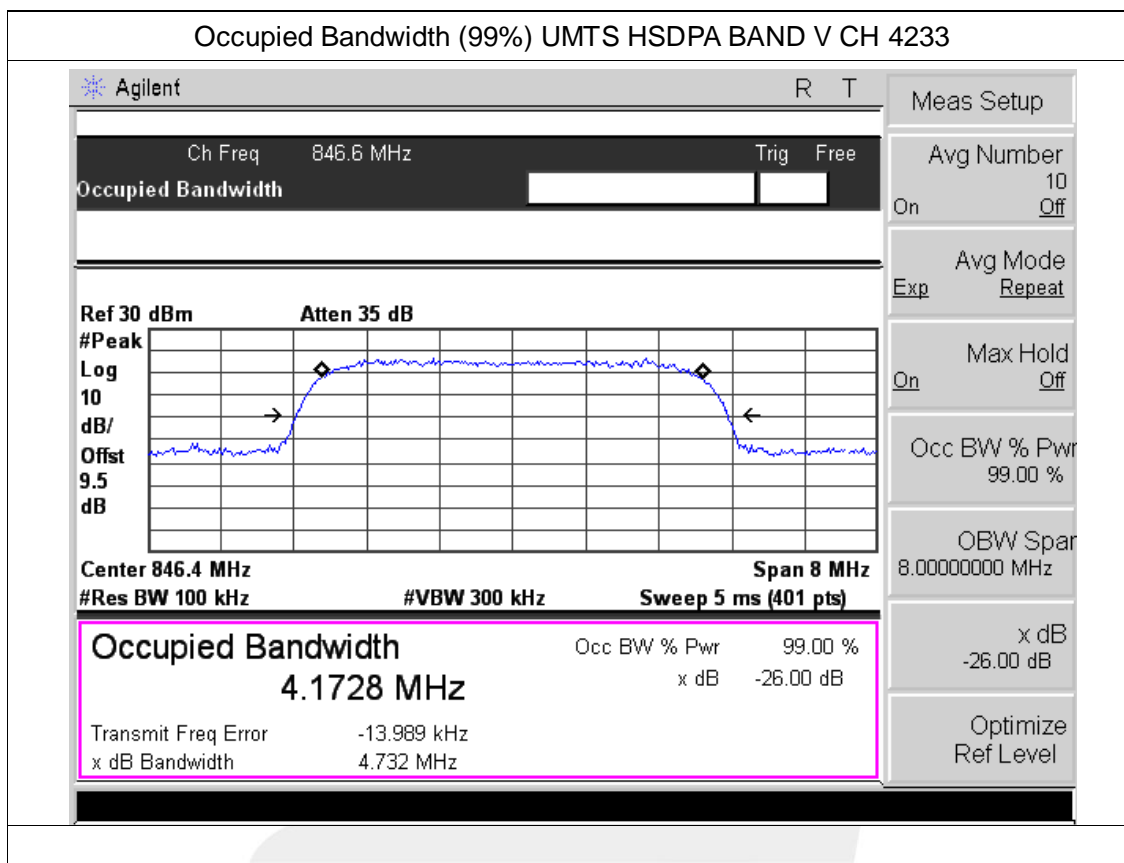 Occupied Bandwidth (99%) UMTS HSDPA BAND V CH 4233
Agilent R T
Ch Freq 846.6 MHz Trig Free
Occupied Bandwidth
Ref 30 dBm Atten 35 dB
#Peak
Log
10
dB/
Offst
9.5
dB
Center 846.4 MHz Span 8 MHz
#Res BW 100 kHz #VBW 300 kHz Sweep 5 ms (401 pts)
Occupied Bandwidth
4.1728 MHz
Occ BW % Pwr 99.00 %
x dB -26.00 dB
Transmit Freq Error -13.989 kHz
x dB Bandwidth 4.732 MHz
Meas Setup
Avg Number
10
On Off
Avg Mode
Exp Repeat
Max Hold
On Off
Occ BW % Pwr
99.00 %
OBW Span
8.00000000 MHz
x dB
-26.00 dB
Optimize
Ref Level